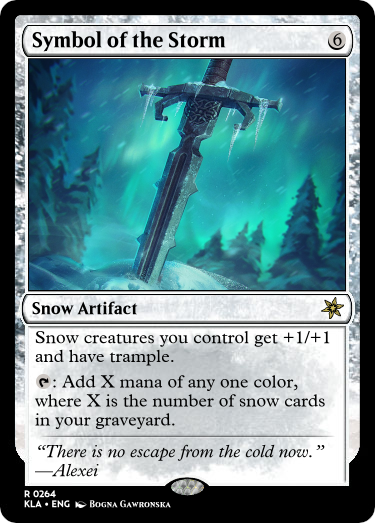 Symbol of the Storm 6
Snow Artifact
Snow creatures you control get +1/+1
and have trample.
: Add X mana of any one color,
where X is the number of snow cards
in your graveyard.
“There is no escape from the cold now.”
—Alexei
R 0264
KLA • ENG Bogna Gawronska